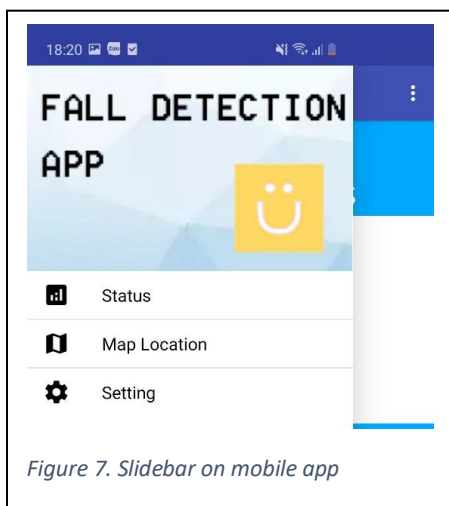 18:20
FALL DETECTION
APP
Status
Map Location
Setting
Figure 7. Slidebar on mobile app